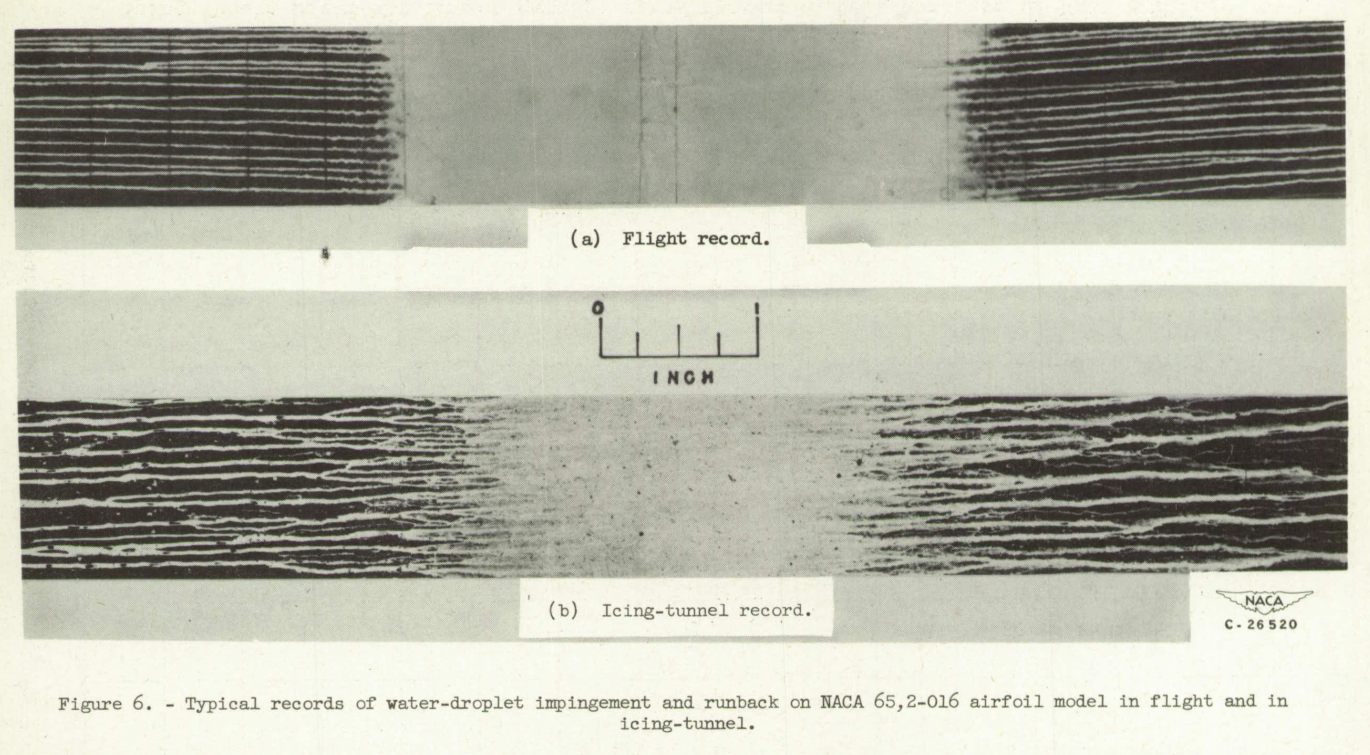 (a) Flight record.
0 1
INCH
(b) Icing-tunnel record.
NACA
C-26520
Figure 6. - Typical records of water-droplet impingement and runback on NACA 65,2-016 airfoil model in flight and in
icing-tunnel.